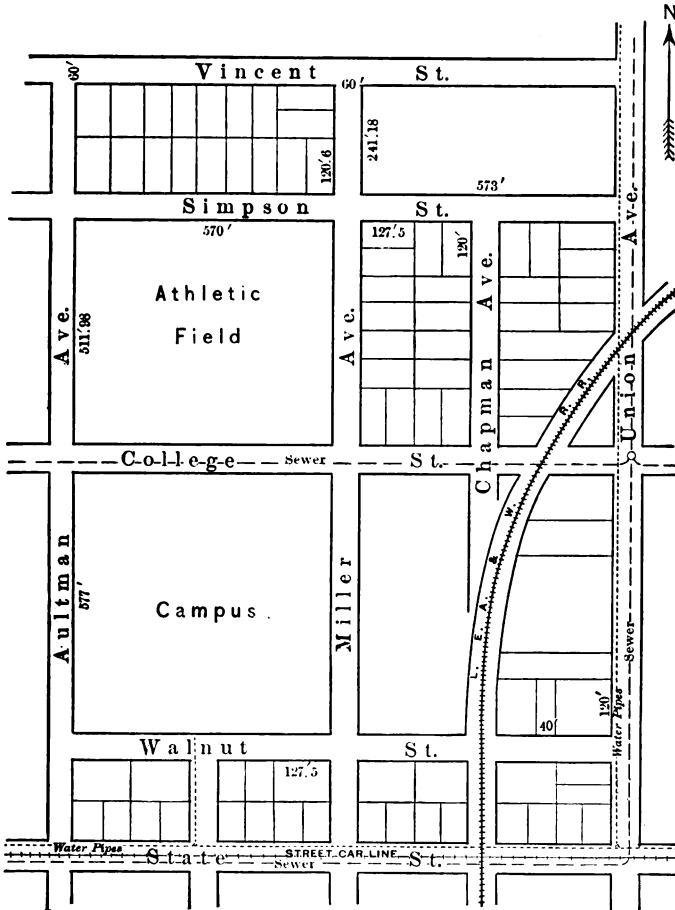 N
Vincent St.
60'
60'
120'.6
241'.18
573'
Simpson St.
570'
127'.5
120'
Athletic
Field
511'.98
Ave.
Ave.
Chapman Ave.
Union Ave.
R. R.
College Sewer St.
L. E. A. & W.
Aultman
577'
Campus.
Miller
Sewer
Water Pipes
120'
40'
Walnut St.
127'.5
Water Pipes
State St.
STREET CAR LINE
Sewer